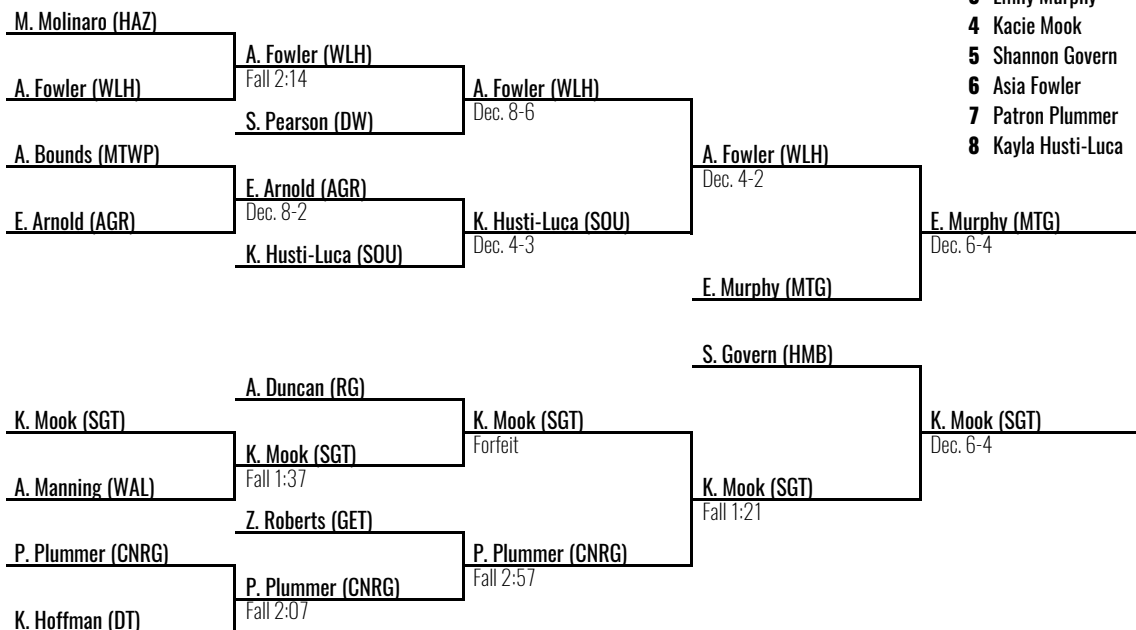 M. Molinaro (HAZ)
A. Fowler (WLH)
Fall 2:14
A. Fowler (WLH)
A. Fowler (WLH)
Dec. 8-6
S. Pearson (DW)
A. Bounds (MTWP)
A. Fowler (WLH)
Dec. 4-2
E. Arnold (AGR)
Dec. 8-2
E. Arnold (AGR)
K. Husti-Luca (SOU)
Dec. 4-3
E. Murphy (MTG)
Dec. 6-4
K. Husti-Luca (SOU)
E. Murphy (MTG)
S. Govern (HMB)
A. Duncan (RG)
K. Mook (SGT)
K. Mook (SGT)
Forfeit
K. Mook (SGT)
Dec. 6-4
K. Mook (SGT)
Fall 1:37
A. Manning (WAL)
K. Mook (SGT)
Fall 1:21
Z. Roberts (GET)
P. Plummer (CNRG)
P. Plummer (CNRG)
Fall 2:57
P. Plummer (CNRG)
Fall 2:07
K. Hoffman (DT)
4 Kacie Mook
5 Shannon Govern
6 Asia Fowler
7 Patron Plummer
8 Kayla Husti-Luca